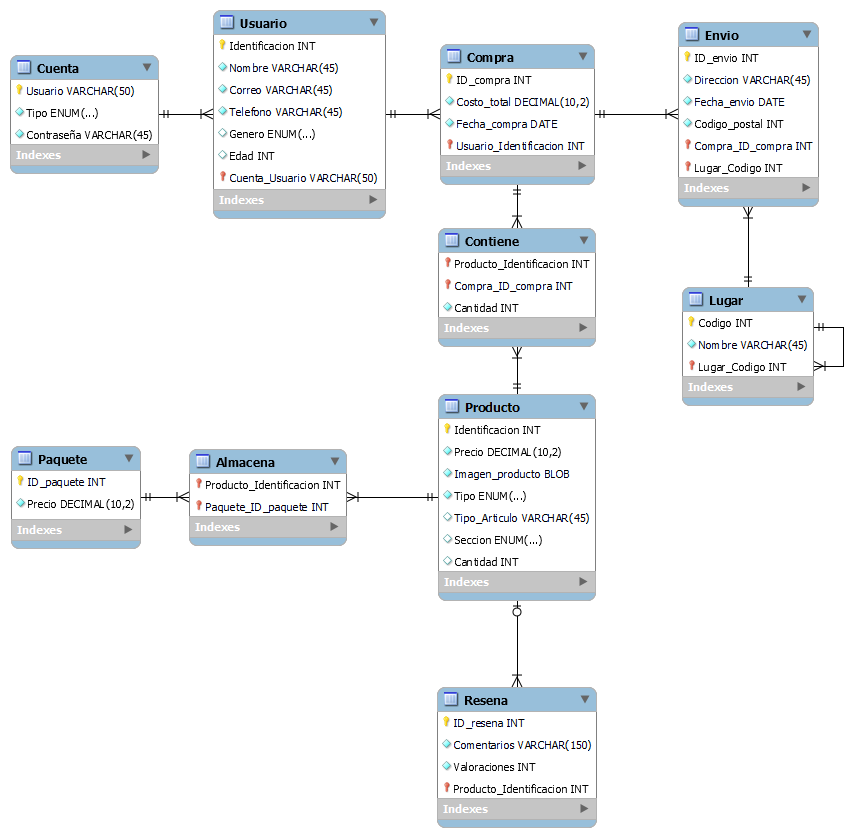 Cuenta
Usuario VARCHAR(50)
Tipo ENUM(...)
Contraseña VARCHAR(45)
Indexes
Usuario
Identificacion INT
Nombre VARCHAR(45)
Correo VARCHAR(45)
Telefono VARCHAR(45)
Genero ENUM(...)
Edad INT
Cuenta_Usuario VARCHAR(50)
Indexes
Compra
ID_compra INT
Costo_total DECIMAL(10,2)
Fecha_compra DATE
Usuario_Identificacion INT
Indexes
Envio
ID_envio INT
Direccion VARCHAR(45)
Fecha_envio DATE
Codigo_postal INT
Compra_ID_compra INT
Lugar_Codigo INT
Indexes
Contiene
Producto_Identificacion INT
Compra_ID_compra INT
Cantidad INT
Indexes
Lugar
Codigo INT
Nombre VARCHAR(45)
Lugar_Codigo INT
Indexes
Paquete
ID_paquete INT
Precio DECIMAL(10,2)
Indexes
Almacena
Producto_Identificacion INT
Paquete_ID_paquete INT
Indexes
Producto
Identificacion INT
Precio DECIMAL(10,2)
Imagen_producto BLOB
Tipo ENUM(...)
Tipo_Articulo VARCHAR(45)
Seccion ENUM(...)
Cantidad INT
Indexes
Resena
ID_resena INT
Comentarios VARCHAR(150)
Valoraciones INT
Producto_Identificacion INT
Indexes